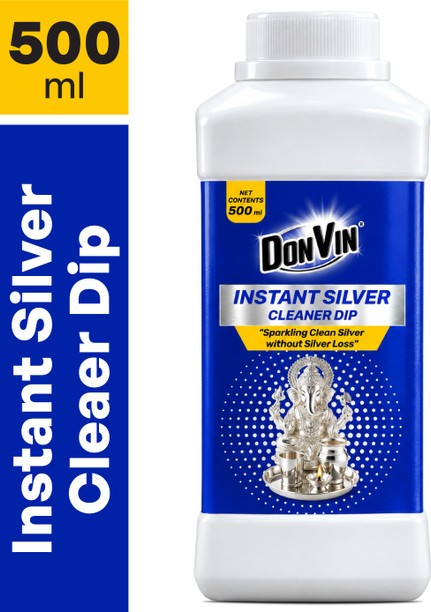 500
ml
Instant Silver
Cleaer Dip
NET
CONTENTS
500 ml
DONVIN®
INSTANT SILVER
CLEANER DIP
"Sparkling Clean Silver
without Silver Loss"